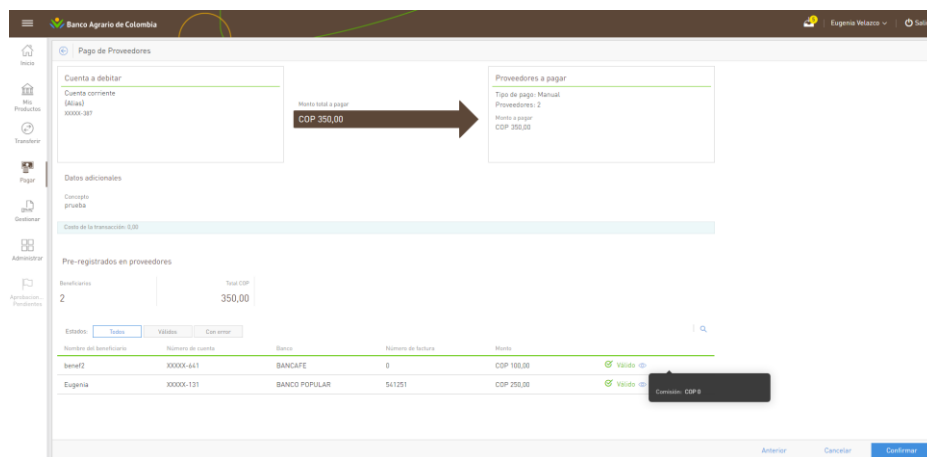 Banco Agrario de Colombia
Eugenia Velazco
Inicio
Mis Productos
Transferir
Pagar
Gestionar
Administrar
Pendientes
Pago de Proveedores
Cuenta a debitar
Cuenta corriente
(Alias)
XXXXX-387
Monto total a pagar
COP 350,00
Proveedores a pagar
Tipo de pago: Manual
Proveedores: 2
Monto a pagar
COP 350,00
Datos adicionales
Concepto
prueba
Costo de la transacción: 0,00
Pre-registrados en proveedores
Beneficiarios
2
Total COP
350,00
Estados: Todos Válidos Con error
Nombre del beneficiario Número de cuenta Banco Número de factura Monto
benef2 XXXXX-641 BANCAFE 0 COP 100,00 Válido
Eugenia XXXXX-131 BANCO POPULAR 541251 COP 250,00 Válido
Comisión: COP 0
Anterior Cancelar Confirmar